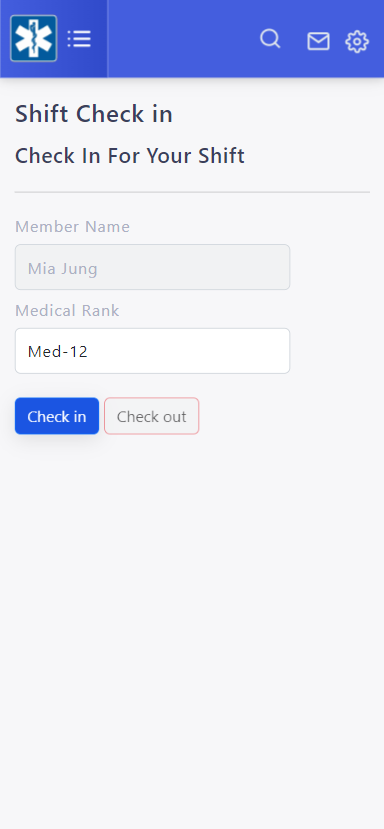 Shift Check in
Check In For Your Shift
Member Name
Mia Jung
Medical Rank
Med-12
Check in Check out